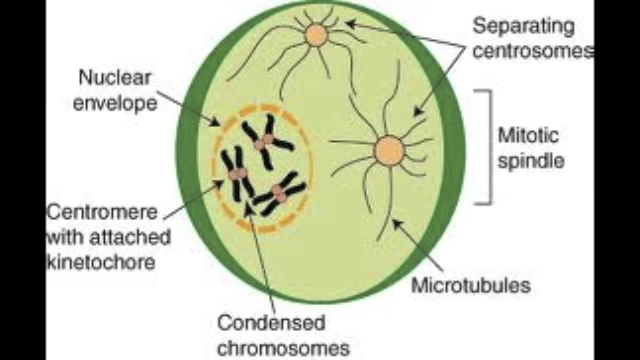 Separating
centrosomes
Nuclear
envelope
Mitotic
spindle
Centromere
with attached
kinetochore
Microtubules
Condensed
chromosomes